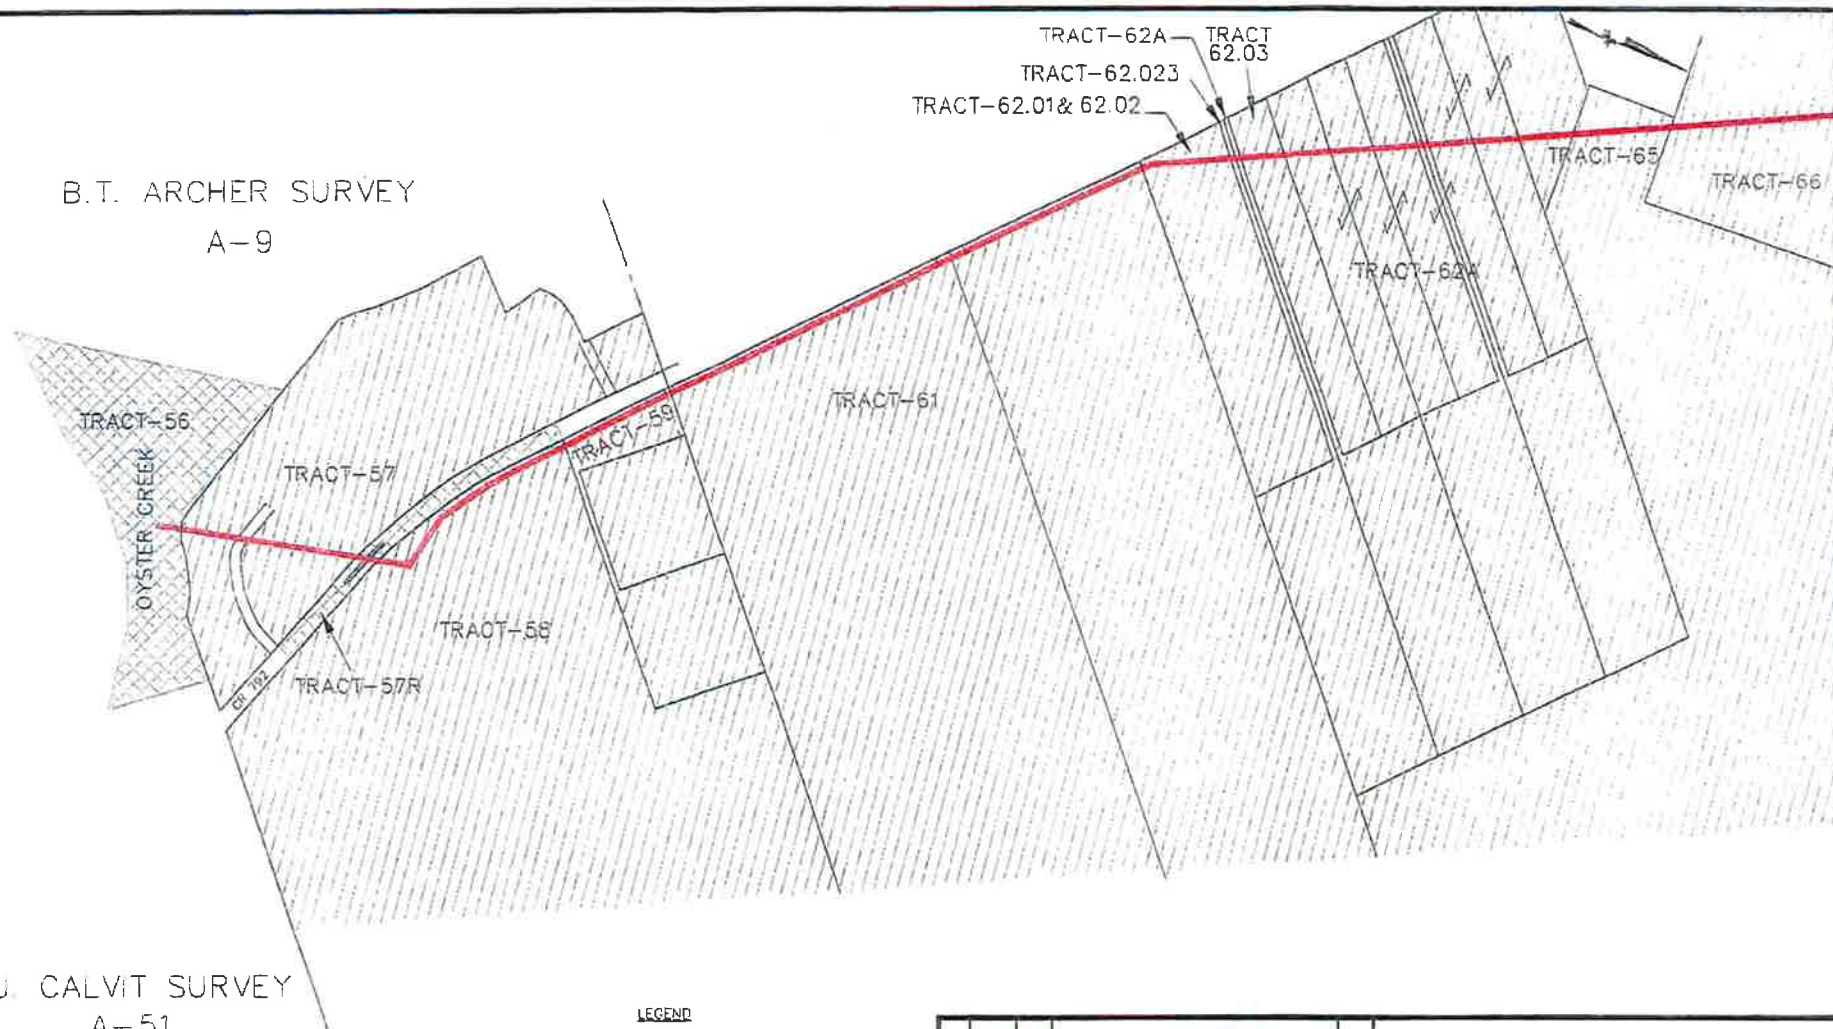 TRACT-62A
TRACT
62.03
TRACT-62.023
TRACT-62.01& 62.02
B.T. ARCHER SURVEY
A-9
TRACT-65
TRACT-66
TRACT-62A
TRACT-61
TRACT-59
TRACT-56
TRACT-57
OYSTER CREEK
TRACT-58
TRACT-57R
CR 792
J. CALVIT SURVEY
A-51
LEGEND